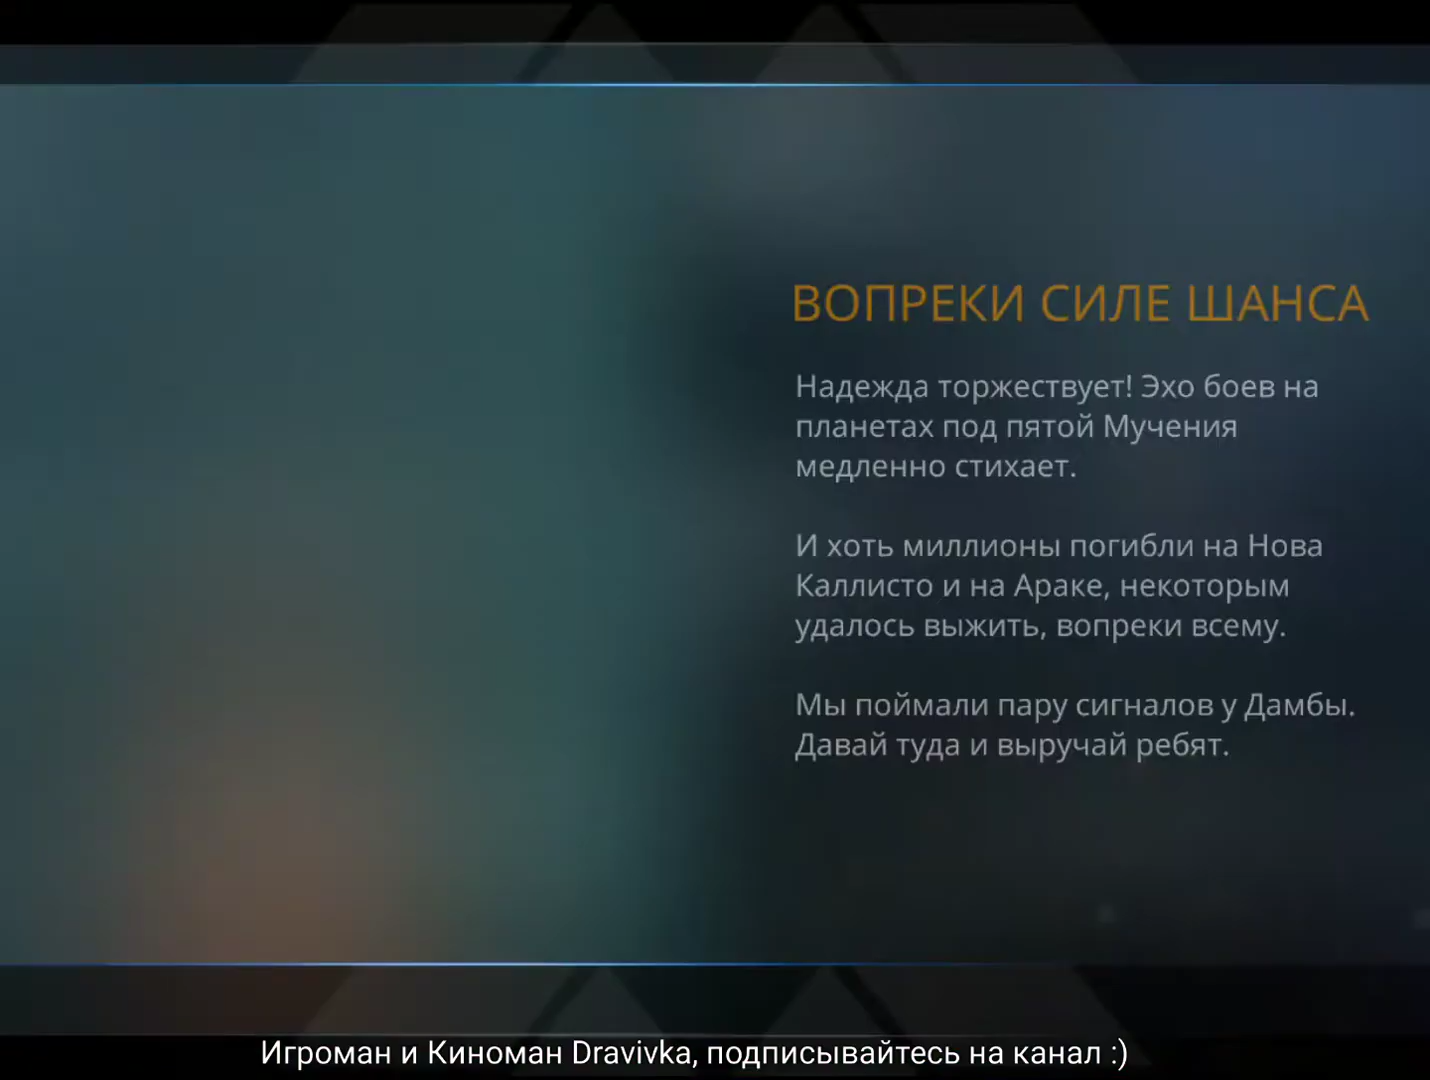 ВОПРЕКИ СИЛЕ ШАНСА
Надежда торжествует! Эхо боев на
планетах под пятой Мучения
медленно стихает.
И хоть миллионы погибли на Нова
Каллисто и на Араке, некоторым
удалось выжить, вопреки всему.
Мы поймали пару сигналов у Дамбы.
Давай туда и выручай ребят.
Игроман и Киноман Dravivka, подписывайтесь на канал :)